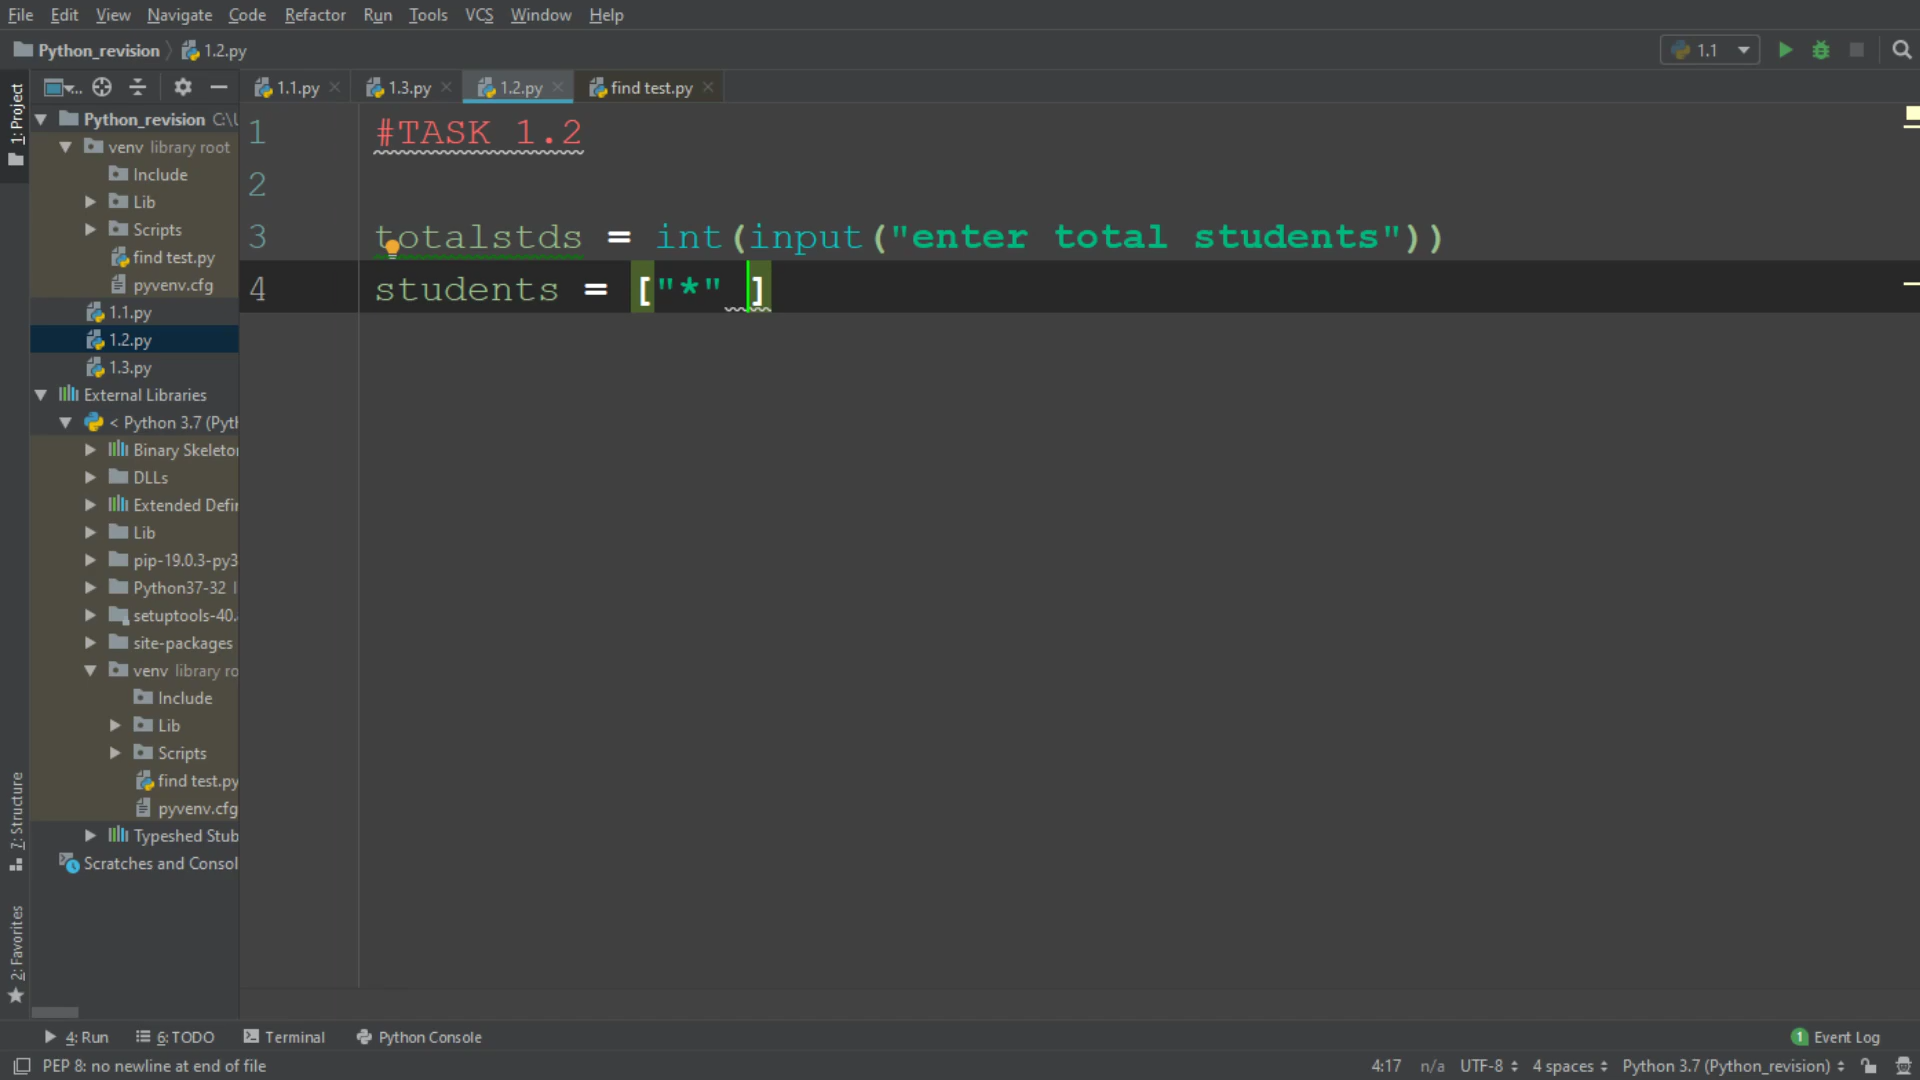 File Edit View Navigate Code Refactor Run Tools VCS Window Help
Python_revision 1.2.py 1.1
1.1.py 1.3.py 1.2.py find test.py
1: Project
Python_revision C:\U
venv library root
Include
Lib
Scripts
find test.py
pyvenv.cfg
1.1.py
1.2.py
1.3.py
External Libraries
< Python 3.7 (Pyth
Binary Skeleton
DLLs
Extended Defin
Lib
pip-19.0.3-py3
Python37-32
setuptools-40.
site-packages
venv library ro
Include
Lib
Scripts
find test.py
pyvenv.cfg
Typeshed Stub
Scratches and Consol
7: Structure
2: Favorites
1 #TASK 1.2
2
3 totalstds = int(input("enter total students"))
4 students = ["*" ]
4: Run 6: TODO Terminal Python Console 1 Event Log
PEP 8: no newline at end of file 4:17 n/a UTF-8 4 spaces Python 3.7 (Python_revision)